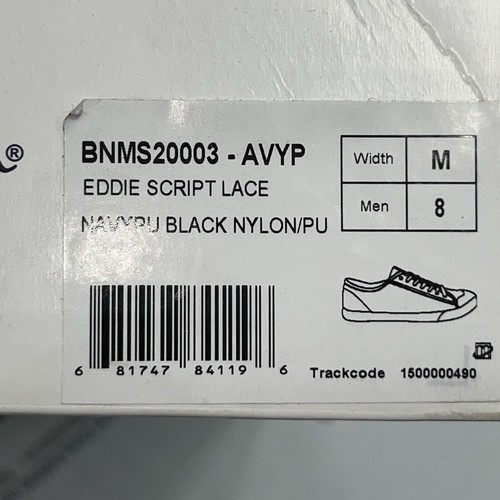 ®
BNMS20003 - AVYP
EDDIE SCRIPT LACE
NAVYPU BLACK NYLON/PU
Width M
Men 8
6 81747 84119 6
Trackcode 1500000490